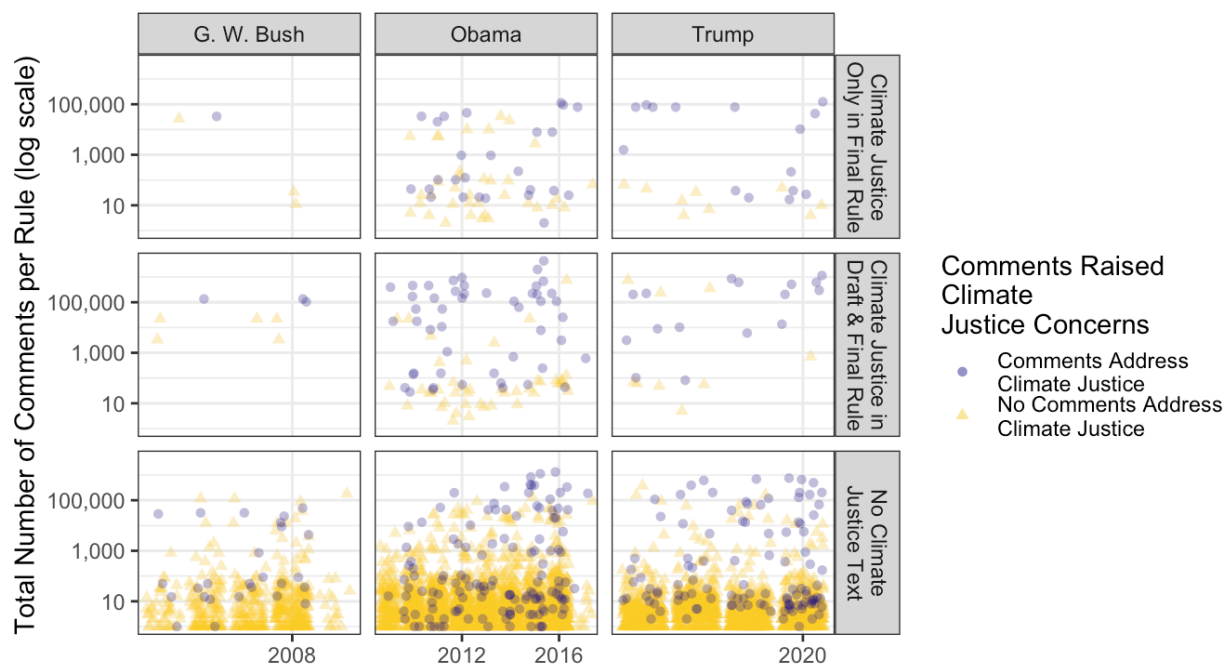 G. W. Bush
Obama
Trump
Total Number of Comments per Rule (log scale)
100,000
1,000
10
Climate Justice
Only in Final Rule
100,000
1,000
10
Climate Justice in
Draft & Final Rule
100,000
1,000
10
No Climate
Justice Text
2008
2012
2016
2020
Comments Raised
Climate
Justice Concerns
Comments Address
Climate Justice
No Comments Address
Climate Justice